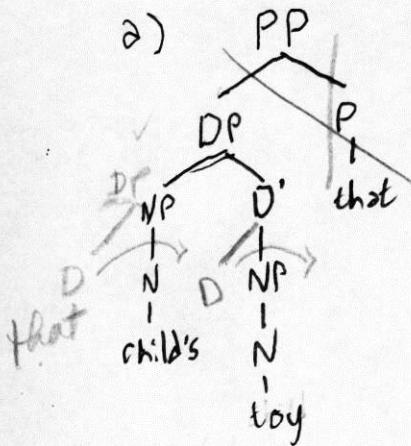 a) PP
DP P
DP NP D' that
D N D NP
that child's N
toy